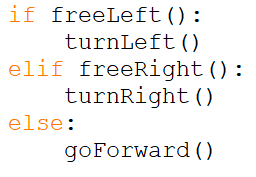 if freeLeft():
    turnLeft()
elif freeRight():
    turnRight()
else:
    goForward()